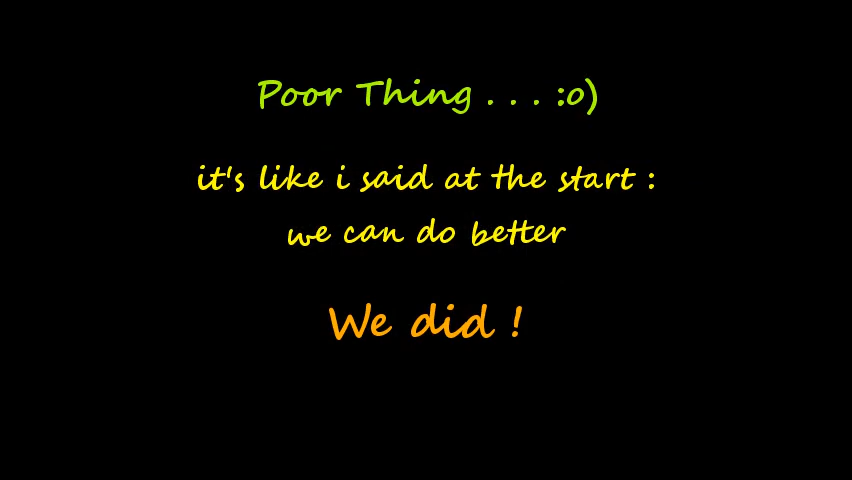 Poor Thing . . . :o)
it's like i said at the start :
we can do better
We did !